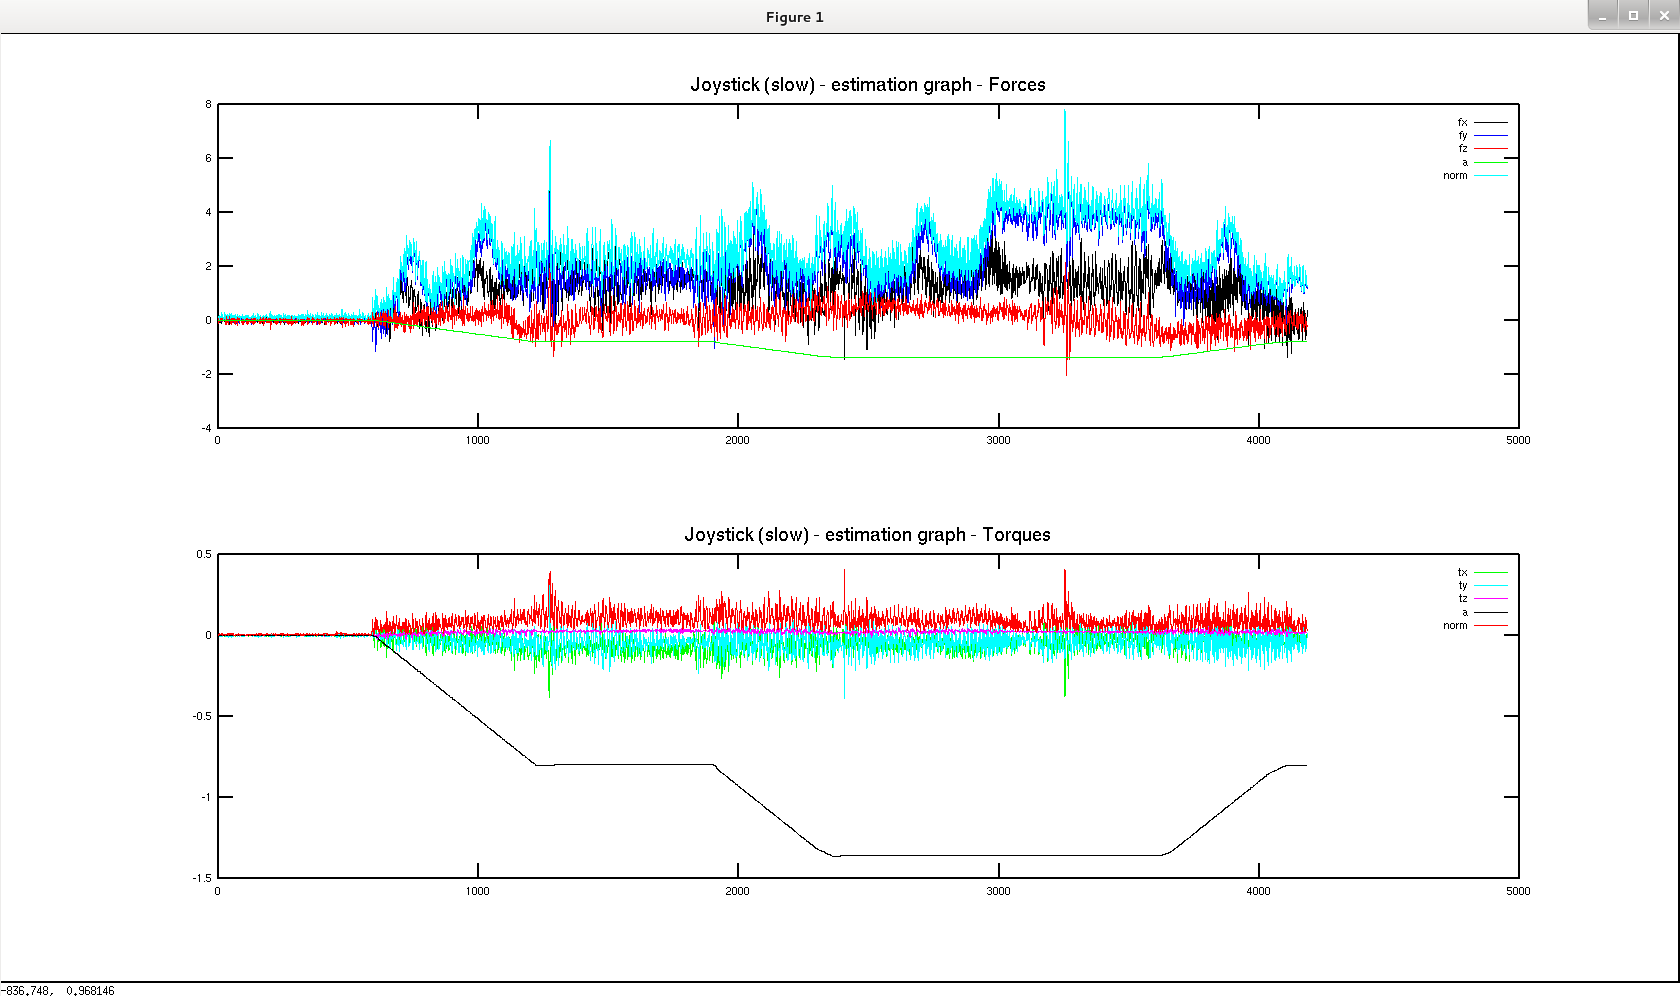 Figure 1
Joystick (slow) - estimation graph - Forces
8
6
4
2
0
-2
-4
0 1000 2000 3000 4000 5000
fx
fy
fz
a
norm
Joystick (slow) - estimation graph - Torques
0.5
0
-0.5
-1
-1.5
0 1000 2000 3000 4000 5000
tx
ty
tz
a
norm
-836.748, 0.968146